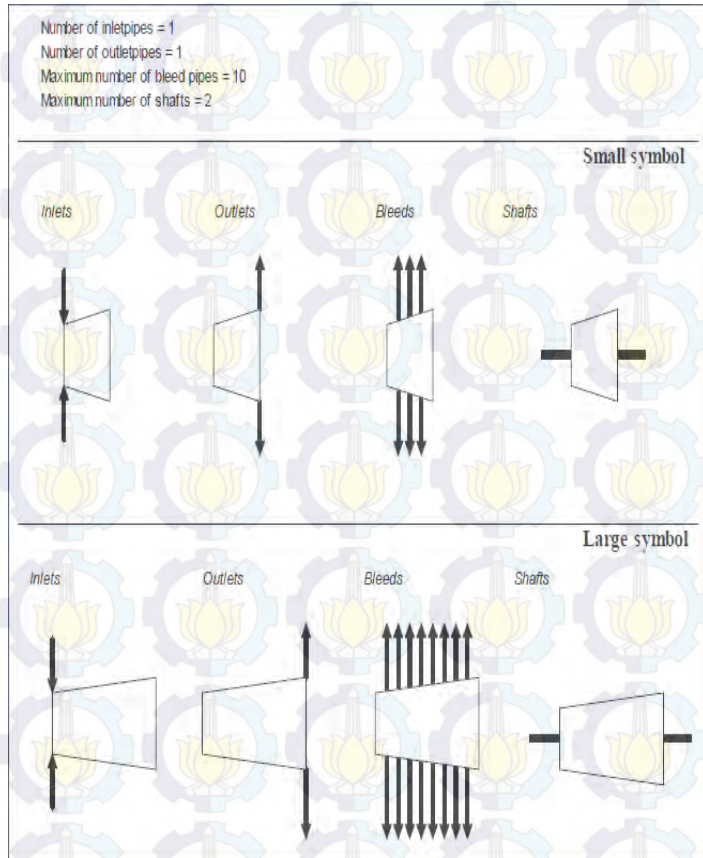 Number of inletpipes = 1
Number of outletpipes = 1
Maximum number of bleed pipes = 10
Maximum number of shafts = 2
Small symbol
Inlets Outlets Bleeds Shafts
Large symbol
Inlets Outlets Bleeds Shafts